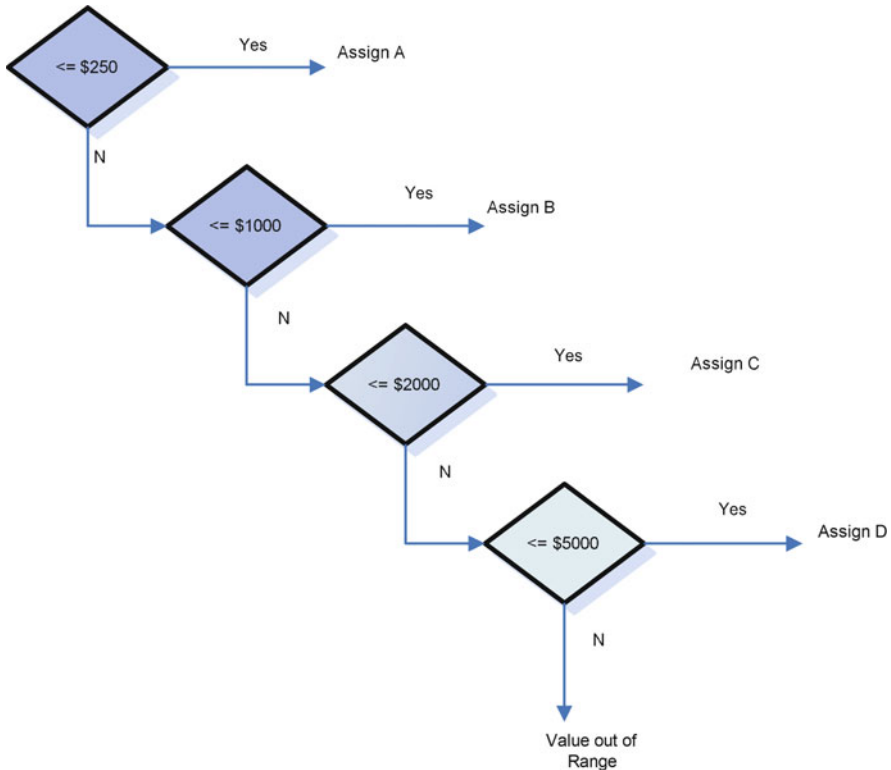 Yes
Assign A
<= $250
N
Yes
Assign B
<= $1000
N
Yes
Assign C
<= $2000
N
Yes
Assign D
<= $5000
N
Value out of
Range